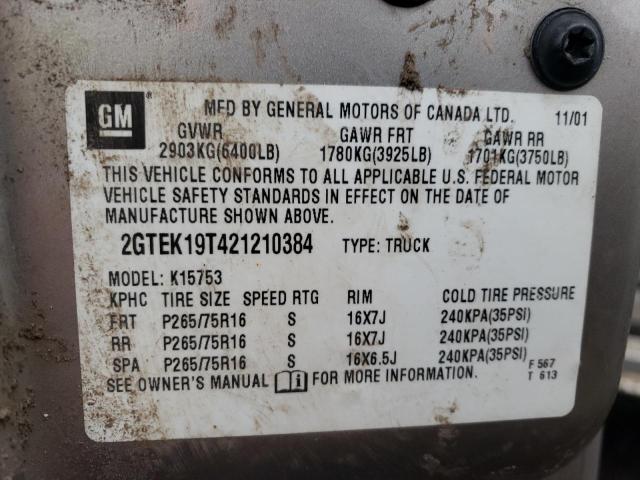 GM
MFD BY GENERAL MOTORS OF CANADA LTD. 11/01
GVWR GAWR FRT GAWR RR
2903KG(6400LB) 1780KG(3925LB) 1701KG(3750LB)
THIS VEHICLE CONFORMS TO ALL APPLICABLE U.S. FEDERAL MOTOR
VEHICLE SAFETY STANDARDS IN EFFECT ON THE DATE OF
MANUFACTURE SHOWN ABOVE.
2GTEK19T421210384 TYPE: TRUCK
MODEL: K15753
KPHC TIRE SIZE SPEED RTG RIM COLD TIRE PRESSURE
FRT P265/75R16 S 16X7J 240KPA(35PSI)
RR P265/75R16 S 16X7J 240KPA(35PSI)
SPA P265/75R16 S 16X6.5J 240KPA(35PSI)
SEE OWNER'S MANUAL FOR MORE INFORMATION.
F 567
T 613